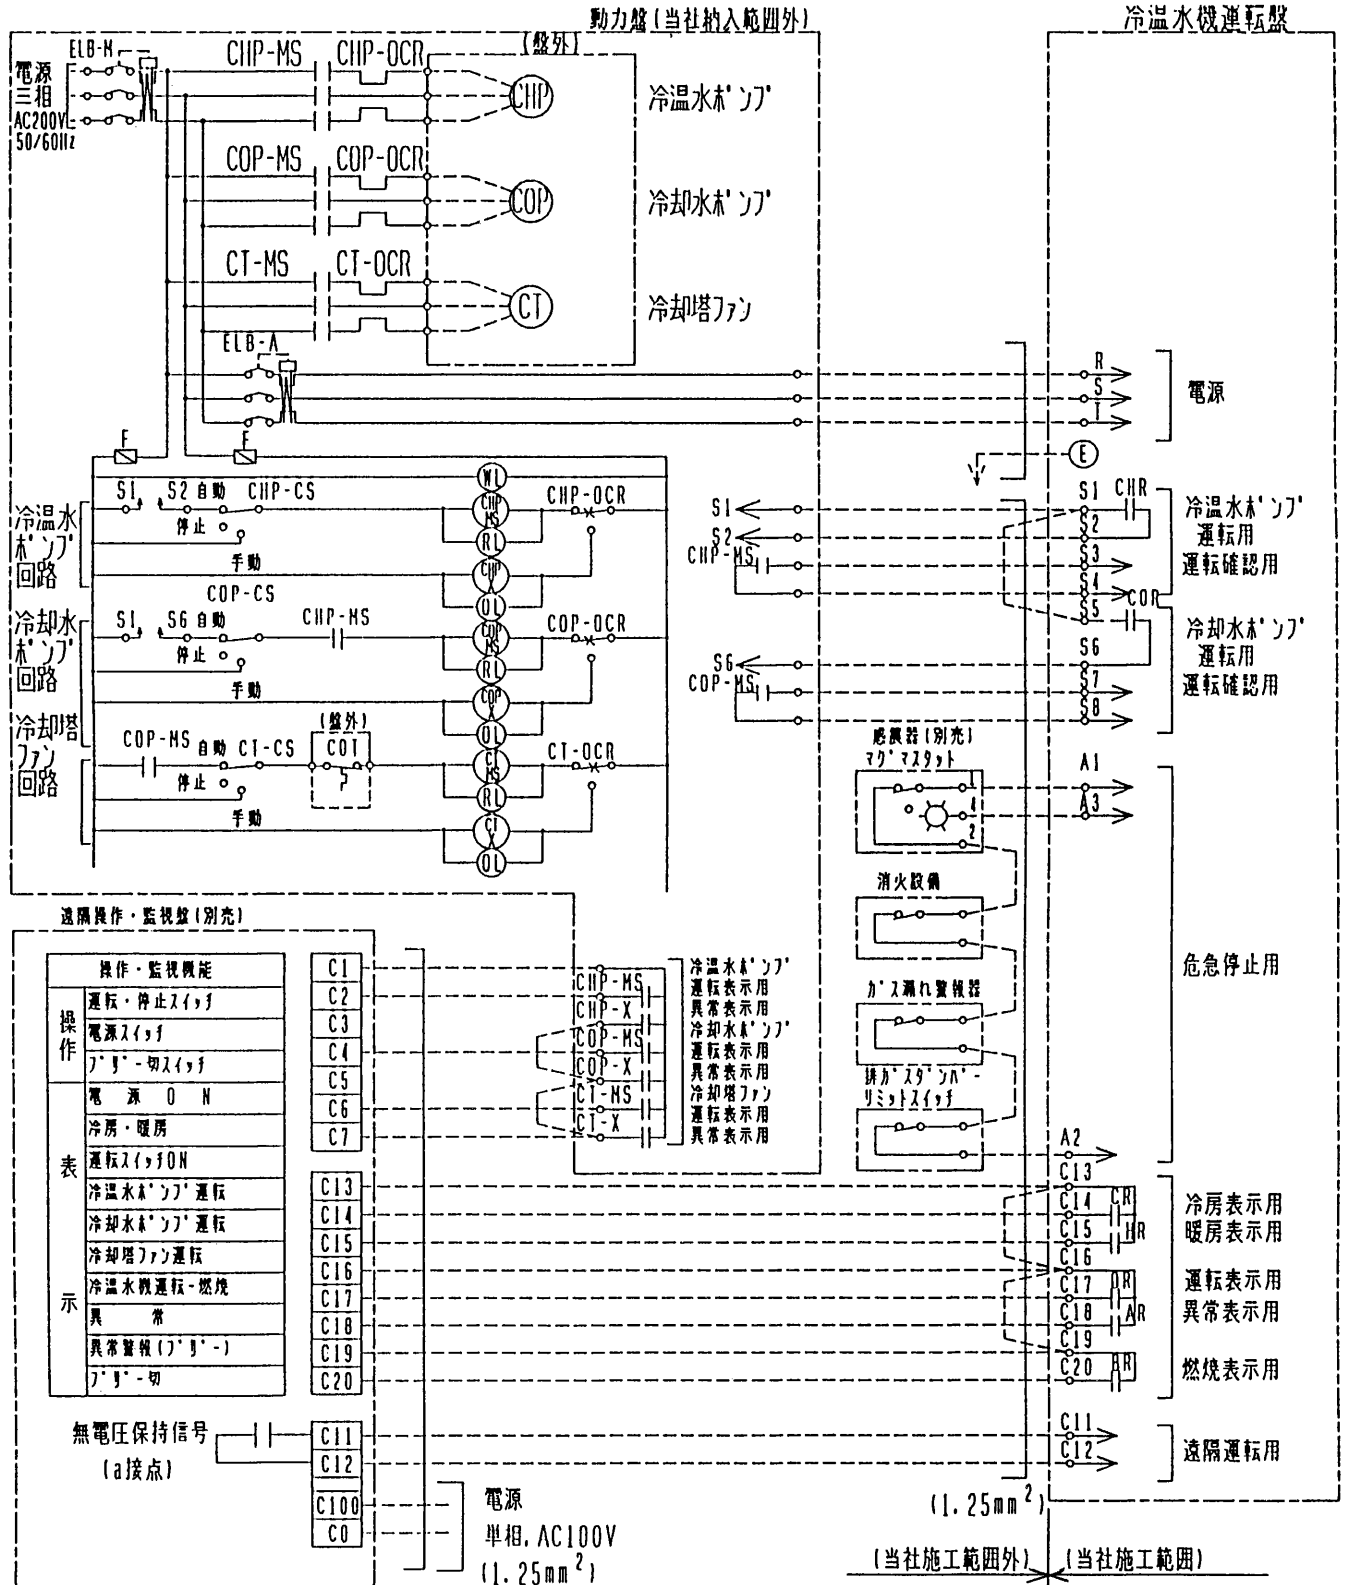 動力盤(当社納入範囲外)
冷温水機運転盤
ELB-M
電源
三相
AC200V
50/60Hz
CHP-MS
CHP-OCR
(盤外)
CHP
冷温水ポンプ
COP-MS
COP-OCR
COP
冷却水ポンプ
CT-MS
CT-OCR
CT
冷却塔ファン
ELB-A
R
S
T
電源
E
F
F
WL
冷温水
ポンプ
回路
S1
S2
自動
CHP-CS
停止
手動
CHP
MS
RL
CHP
X
OL
CHP-OCR
冷却水
ポンプ
回路
COP-CS
S1
S6
自動
停止
手動
CHP-MS
COP
MS
RL
COP
X
OL
COP-OCR
冷却塔
ファン
回路
COP-MS
自動
CT-CS
停止
手動
(盤外)
COT
CT
MS
RL
CT
X
OL
CT-OCR
S1
S2
CHP-MS
S6
COP-MS
S1
CHR
S2
S3
S4
S5
COR
S6
S7
S8
冷温水ポンプ
運転用
運転確認用
冷却水ポンプ
運転用
運転確認用
感震器(別売)
マグマスタット
1
4
2
A1
A3
消火設備
ガス漏れ警報器
排ガスダンパー
リミットスイッチ
A2
危急停止用
遠隔操作・監視盤(別売)
操作・監視機能
操作
運転・停止スイッチ
電源スイッチ
ブザー切スイッチ
表示
電源ON
冷房・暖房
運転スイッチON
冷温水ポンプ運転
冷却水ポンプ運転
冷却塔ファン運転
冷温水機運転-燃焼
異常
異常警報(ブザー)
ブザー切
C1
C2
C3
C4
C5
C6
C7
C13
C14
C15
C16
C17
C18
C19
C20
C11
C12
C100
C0
CHP-MS
CHP-X
COP-MS
COP-X
CT-MS
CT-X
冷温水ポンプ
運転表示用
異常表示用
冷却水ポンプ
運転表示用
異常表示用
冷却塔ファン
運転表示用
異常表示用
C13
C14
CR
C15
HR
C16
C17
OR
C18
AR
C19
C20
BR
冷房表示用
暖房表示用
運転表示用
異常表示用
燃焼表示用
無電圧保持信号
(a接点)
C11
C12
遠隔運転用
電源
単相.AC100V
(1.25mm²)
(1.25mm²)
(当社施工範囲外)
(当社施工範囲)